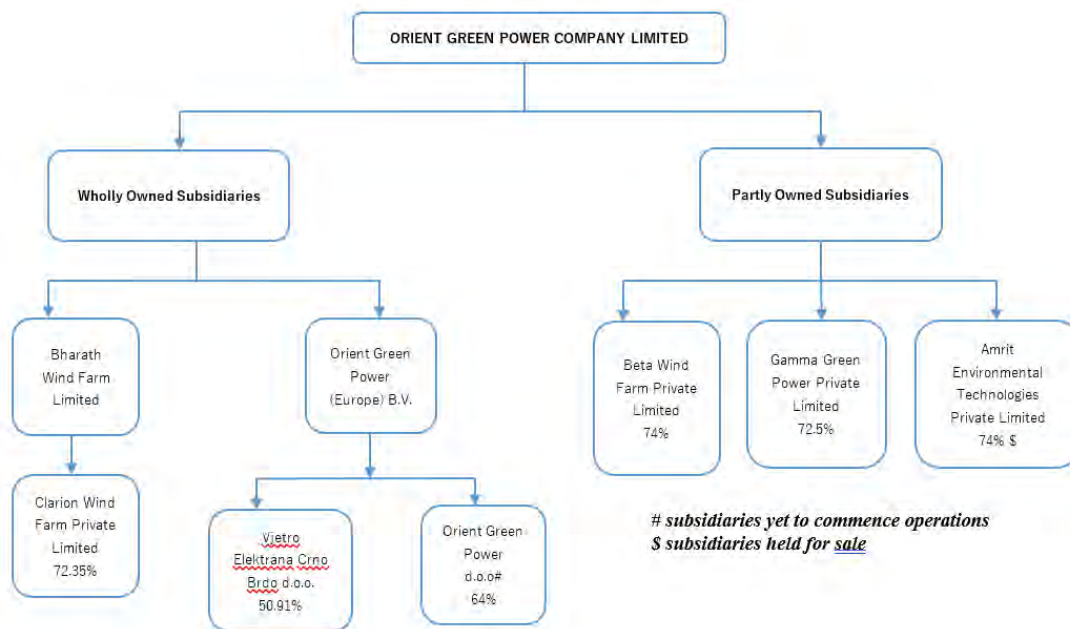 ORIENT GREEN POWER COMPANY LIMITED
Wholly Owned Subsidiaries
Partly Owned Subsidiaries
Bharath
Wind Farm
Limited
Orient Green
Power
(Europe) B.V.
Beta Wind
Farm Private
Limited
74%
Gamma Green
Power Private
Limited
72.5%
Amrit
Environmental
Technologies
Private Limited
74% $
Clarion Wind
Farm Private
Limited
72.35%
Vjetro
Elektrana Crno
Brdo d.o.o.
50.91%
Orient Green
Power
d.o.o#
64%
# subsidiaries yet to commence operations
$ subsidiaries held for sale